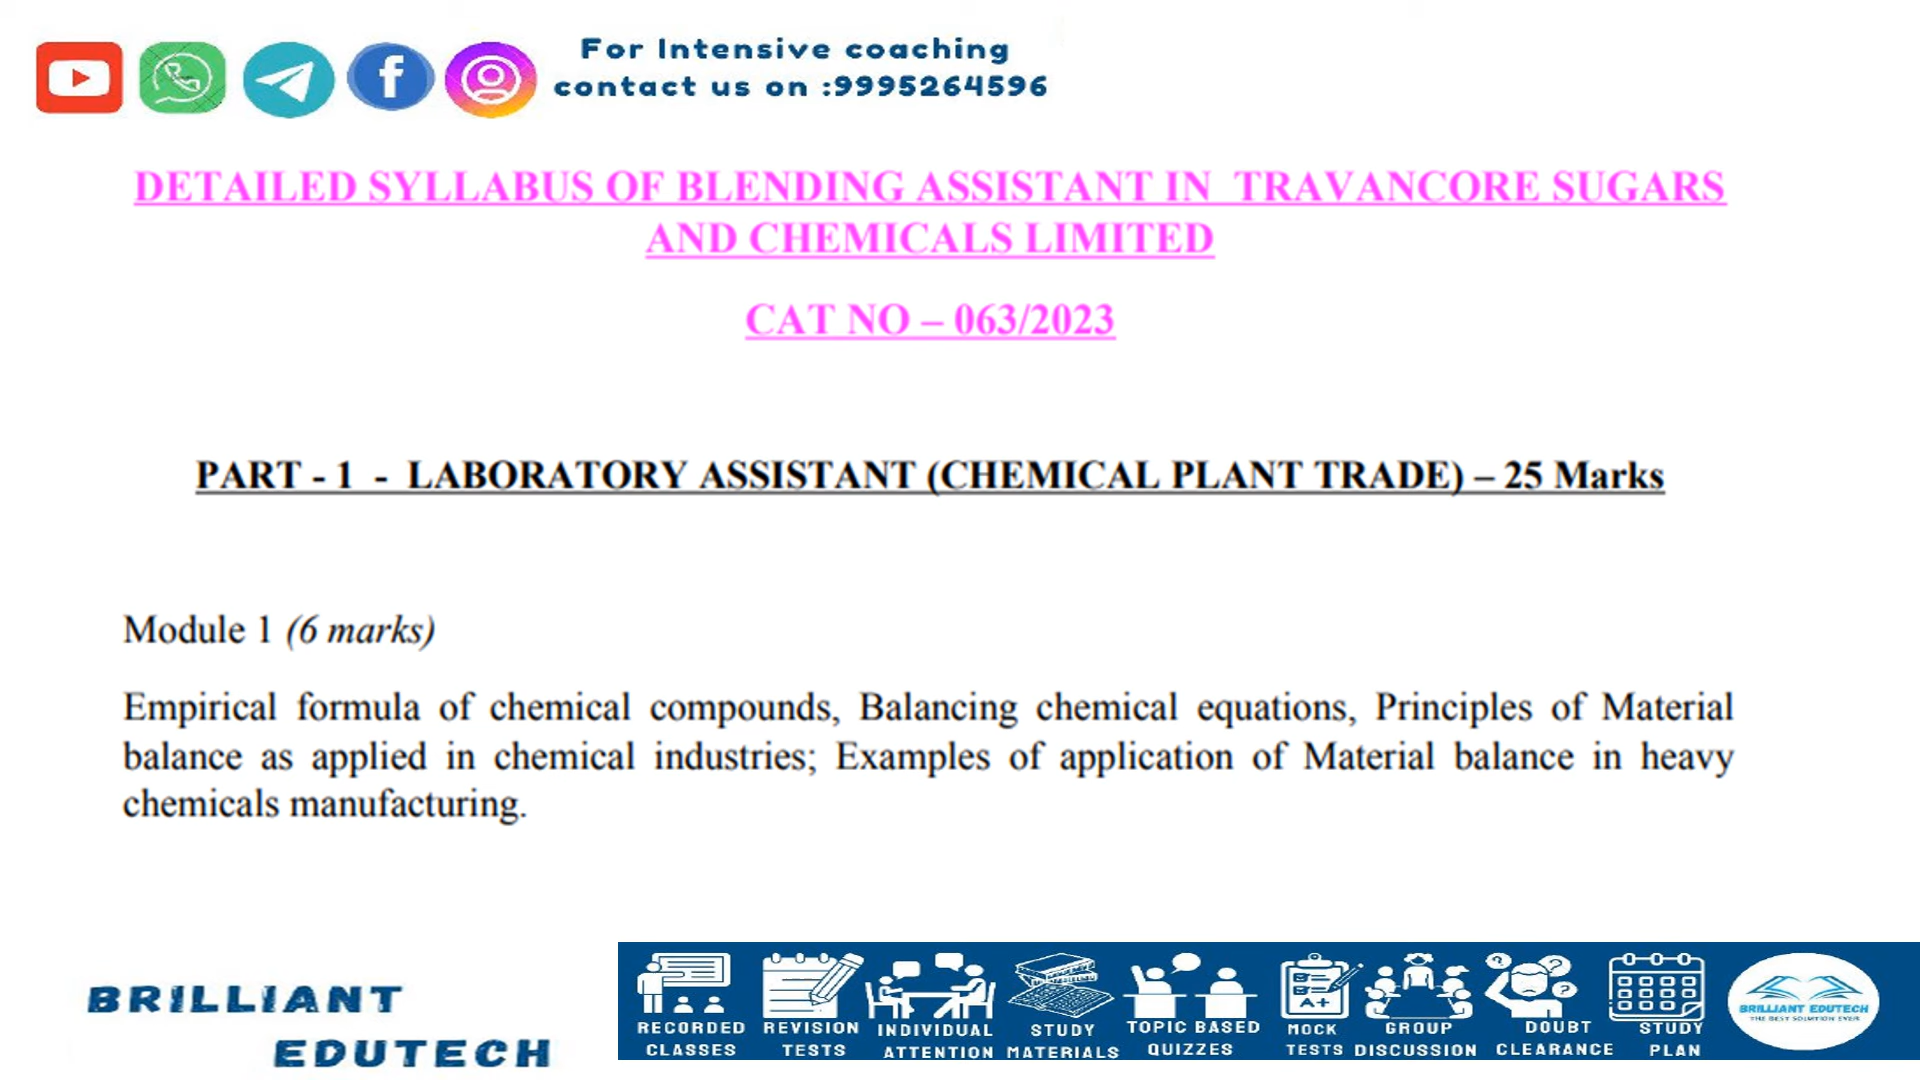 For Intensive coaching
contact us on :9995264596
DETAILED SYLLABUS OF BLENDING ASSISTANT IN TRAVANCORE SUGARS
AND CHEMICALS LIMITED
CAT NO – 063/2023
PART - 1 - LABORATORY ASSISTANT (CHEMICAL PLANT TRADE) – 25 Marks
Module 1 (6 marks)
Empirical formula of chemical compounds, Balancing chemical equations, Principles of Material
balance as applied in chemical industries; Examples of application of Material balance in heavy
chemicals manufacturing.
BRILLIANT
EDUTECH
RECORDED
CLASSES
REVISION
TESTS
INDIVIDUAL
ATTENTION
STUDY
MATERIALS
TOPIC BASED
QUIZZES
A+
MOCK
TESTS
GROUP
DISCUSSION
DOUBT
CLEARANCE
STUDY
PLAN
BRILLIANT EDUTECH
THE BEST SOLUTION EVER